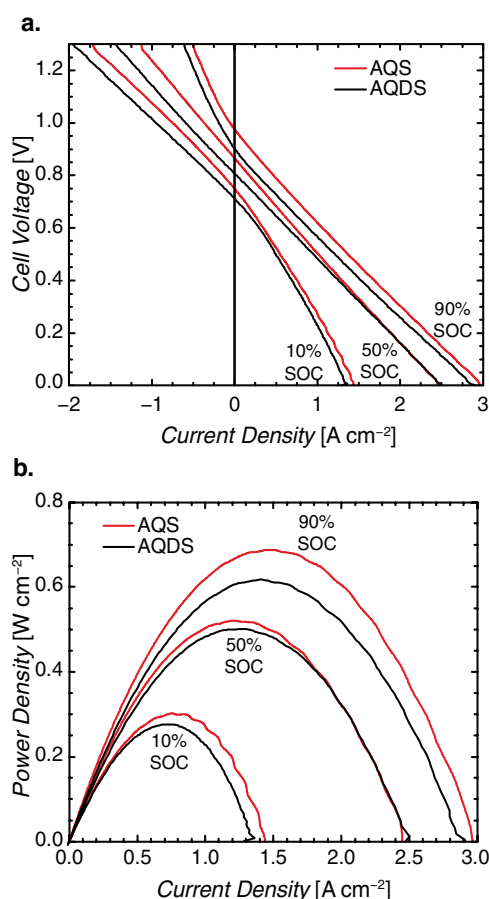 a.
AQS
AQDS
Cell Voltage [V]
1.2
1.0
0.8
0.6
0.4
0.2
0.0
90%
SOC
10%
SOC
50%
SOC
−2
−1
0
1
2
3
Current Density [A cm⁻²]
b.
AQS
AQDS
90%
SOC
50%
SOC
10%
SOC
Power Density [W cm⁻²]
0.8
0.6
0.4
0.2
0.0
0.0
0.5
1.0
1.5
2.0
2.5
3.0
Current Density [A cm⁻²]